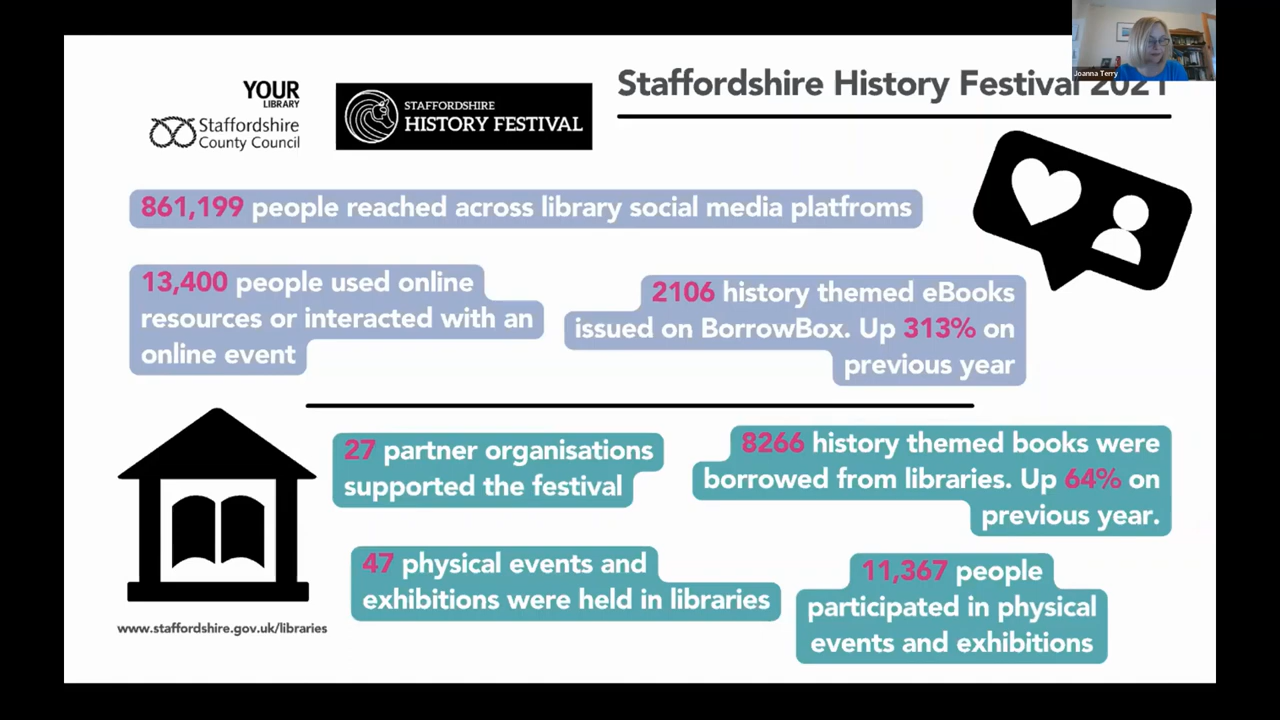 Joanna Terry
Staffordshire History Festival 2021
YOUR
LIBRARY
Staffordshire
County Council
STAFFORDSHIRE
HISTORY FESTIVAL
861,199 people reached across library social media platfroms
13,400 people used online
resources or interacted with an
online event
2106 history themed eBooks
issued on BorrowBox. Up 313% on
previous year
27 partner organisations
supported the festival
8266 history themed books were
borrowed from libraries. Up 64% on
previous year.
47 physical events and
exhibitions were held in libraries
11,367 people
participated in physical
events and exhibitions
www.staffordshire.gov.uk/libraries